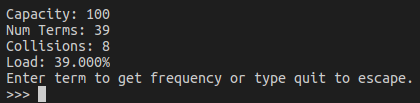 Capacity: 100
Num Terms: 39
Collisions: 8
Load: 39.000%
Enter term to get frequency or type quit to escape.
>>>